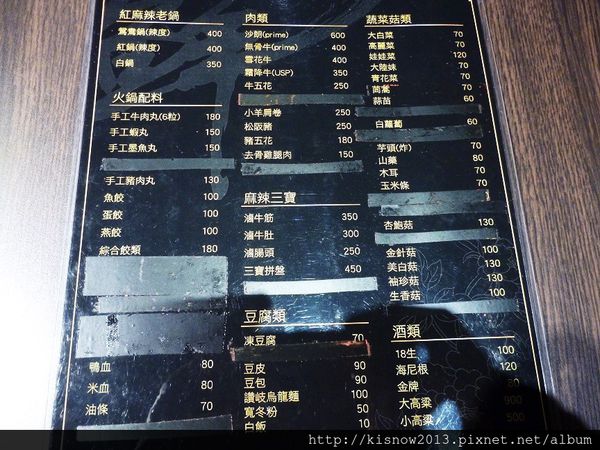 紅麻辣老鍋
鴛鴦鍋(辣度) 400
紅鍋(辣度) 400
白鍋 350
火鍋配料
手工牛肉丸(6粒) 180
手工蝦丸 150
手工墨魚丸 150
手工豬肉丸 130
魚餃 100
蛋餃 100
燕餃 100
綜合餃類 180
鴨血 80
米血 80
油條 70
肉類
沙朗(prime) 600
無骨牛(prime) 400
雪花牛 400
霜降牛(USP) 350
牛五花 250
小羊肩卷 250
松阪豬 250
豬五花 180
去骨雞腿肉 150
麻辣三寶
滷牛筋 350
滷牛肚 300
滷腸頭 250
三寶拼盤 450
豆腐類
凍豆腐 70
豆皮 90
豆包 90
讚岐烏龍麵 100
寬冬粉 50
白飯 10
蔬菜菇類
大白菜 70
高麗菜 70
娃娃菜 120
大陸妹 70
青花菜 70
茼蒿
蒜苗 60
白蘿蔔 60
芋頭(炸) 70
山藥 80
木耳 70
玉米條 70
杏鮑菇 130
金針菇 100
美白菇 100
袖珍菇 100
生香菇 100
酒類
18生 100
海尼根 120
金牌 80
大高粱 900
小高粱 500
http://kisnow2013.pixnet.net/album